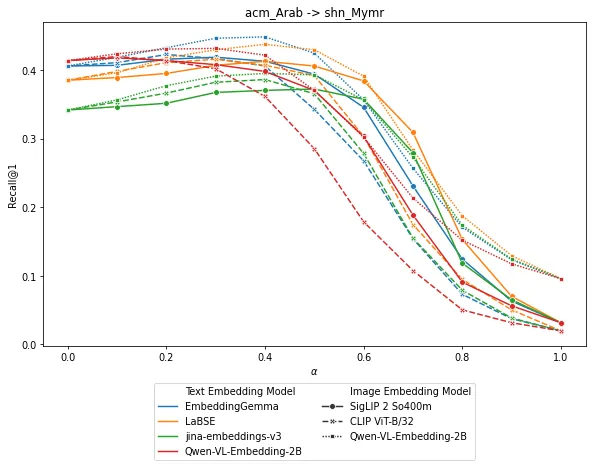 acm_Arab -> shn_Mymr
Recall@1
0.4
0.3
0.2
0.1
0.0
0.0 0.2 0.4 0.6 0.8 1.0
α
Text Embedding Model
EmbeddingGemma
LaBSE
jina-embeddings-v3
Qwen-VL-Embedding-2B
Image Embedding Model
SigLIP 2 So400m
CLIP ViT-B/32
Qwen-VL-Embedding-2B